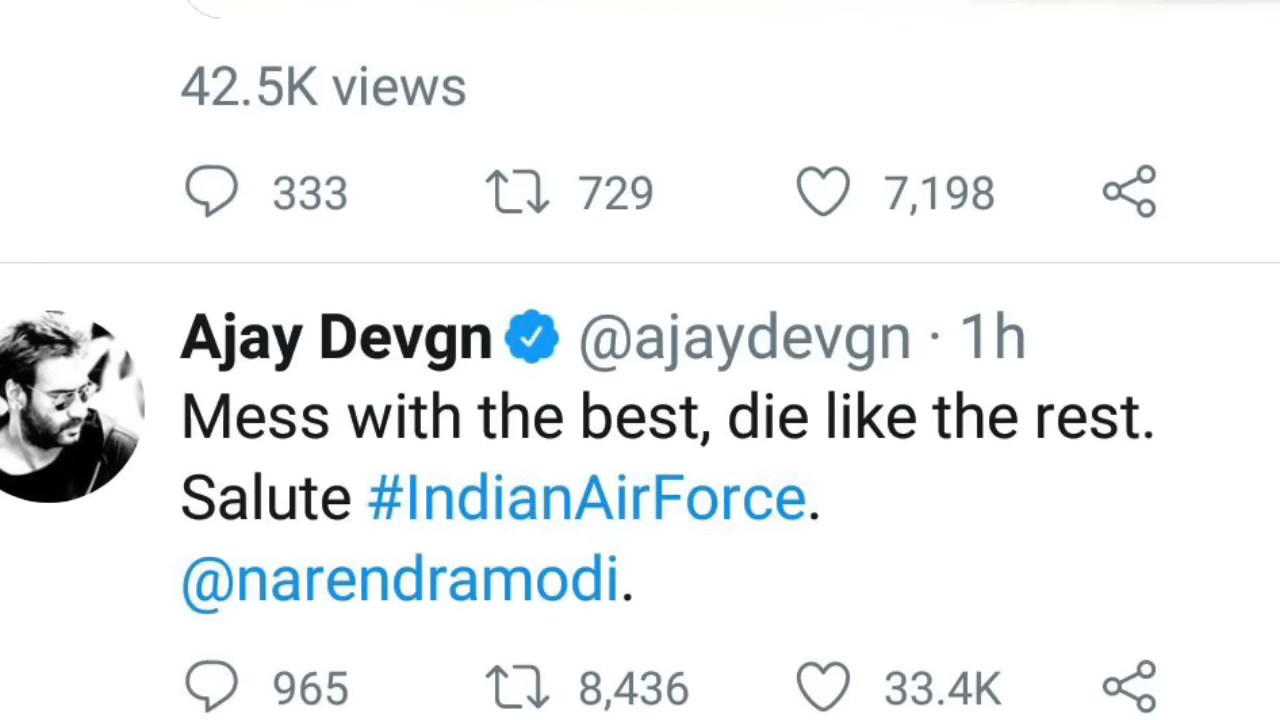 42.5K views
333 729 7,198
Ajay Devgn @ajaydevgn · 1h
Mess with the best, die like the rest.
Salute #IndianAirForce.
@narendramodi.
965 8,436 33.4K